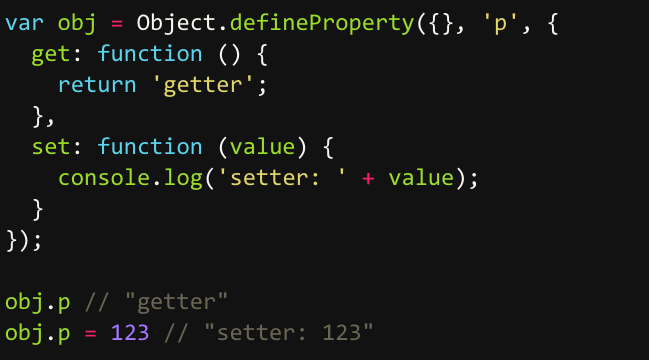 var obj = Object.defineProperty({}, 'p', {
  get: function () {
    return 'getter';
  },
  set: function (value) {
    console.log('setter: ' + value);
  }
});

obj.p // "getter"
obj.p = 123 // "setter: 123"